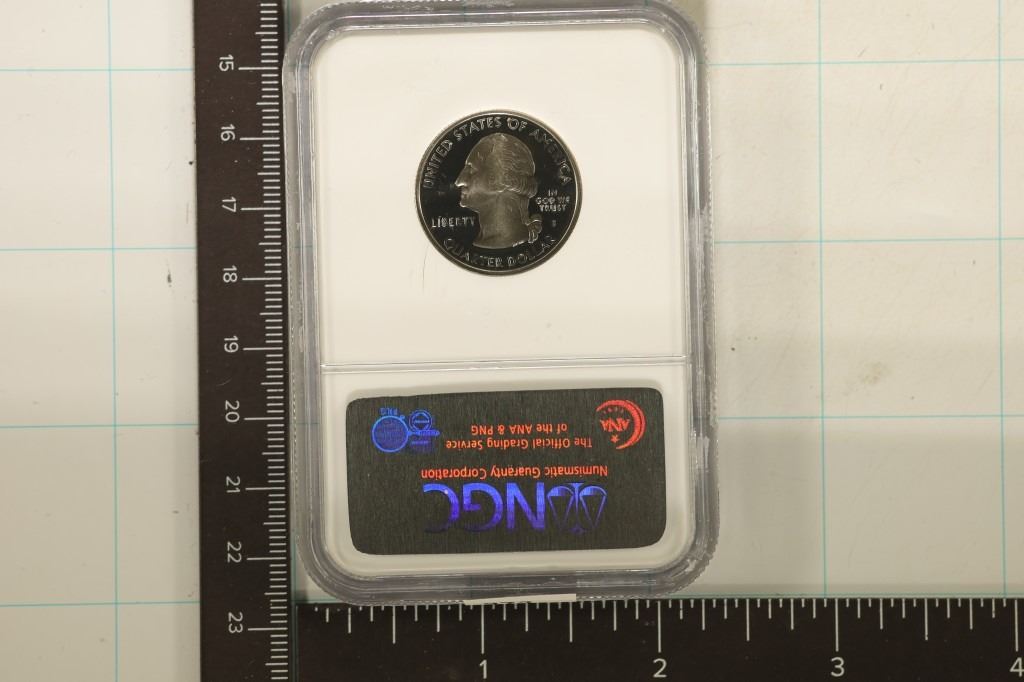 15
16
17
18
19
20
21
22
23
UNITED STATES OF AMERICA
LIBERTY
IN
GOD WE
TRUST
S
QUARTER DOLLAR
PNG
ANA
of the ANA & PNG
The Official Grading Service
Numismatic Guaranty Corporation
NGC
1 2 3 4